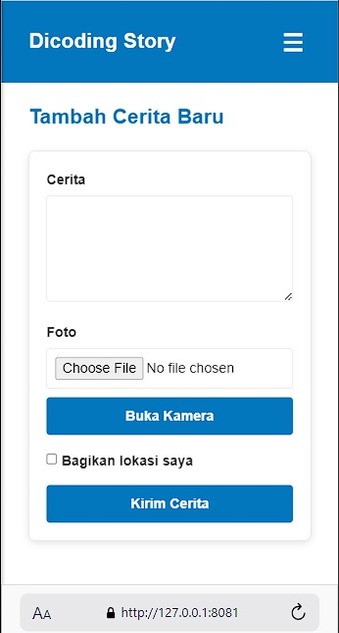 Dicoding Story
Tambah Cerita Baru
Cerita
Foto
Choose File No file chosen
Buka Kamera
Bagikan lokasi saya
Kirim Cerita
AA http://127.0.0.1:8081